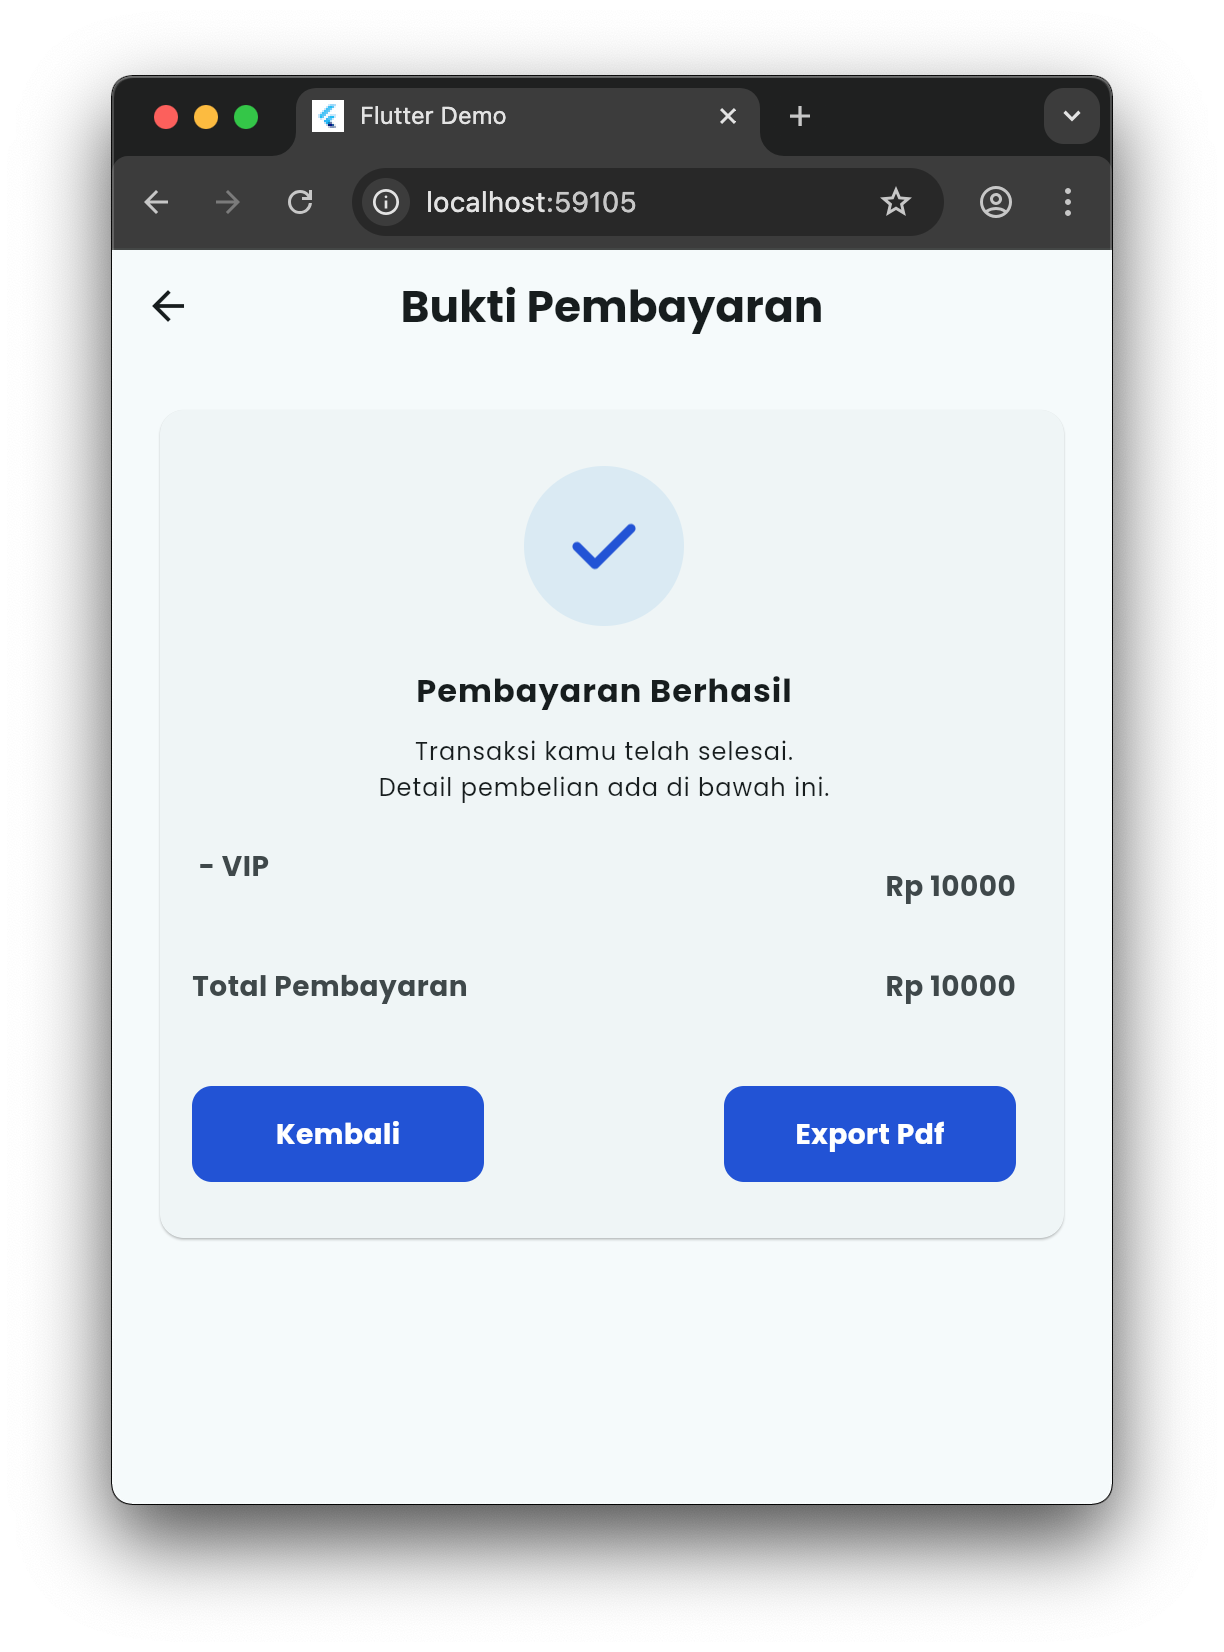 Flutter Demo
localhost:59105
Bukti Pembayaran
Pembayaran Berhasil
Transaksi kamu telah selesai.
Detail pembelian ada di bawah ini.
- VIP
Rp 10000
Total Pembayaran
Rp 10000
Kembali
Export Pdf